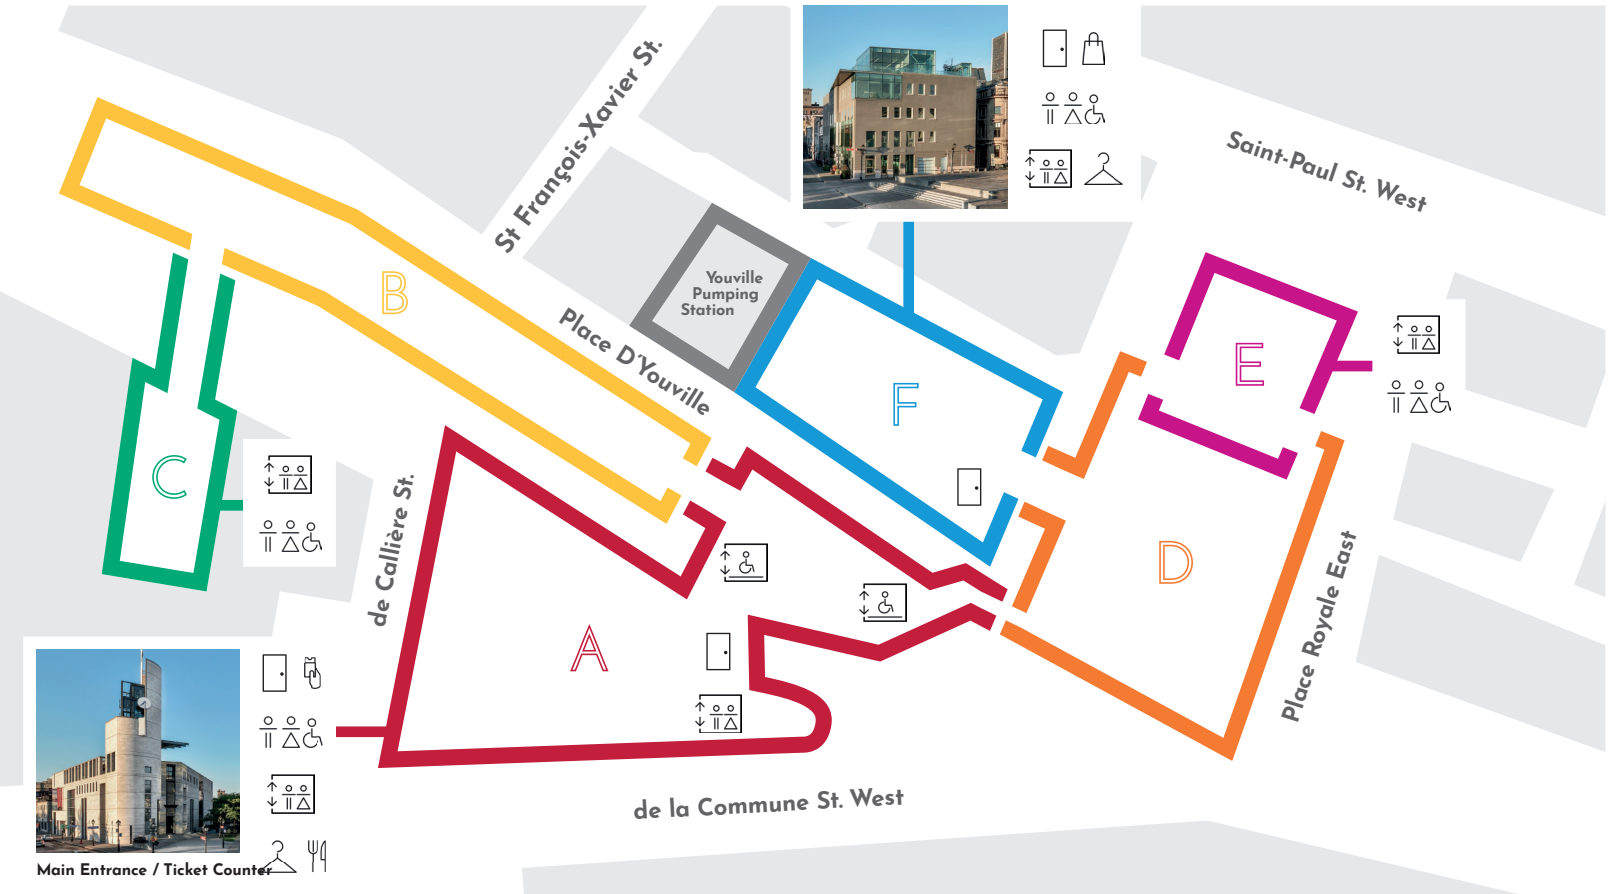 St François-Xavier St.
Saint-Paul St. West
Youville
Pumping
Station
Place D'Youville
B
E
F
C
A
D
de Callière St.
Place Royale East
de la Commune St. West
Main Entrance / Ticket Counter